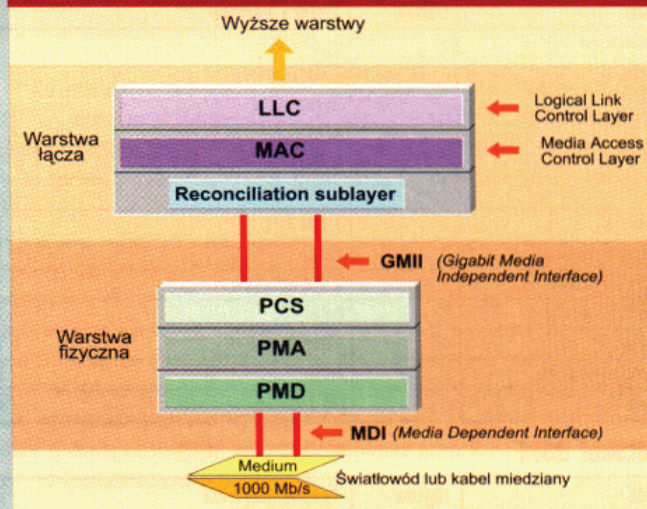 Wyższe warstwy
LLC
Logical Link
Control Layer
Warstwa
łącza
MAC
Media Access
Control Layer
Reconciliation sublayer
GMII (Gigabit Media
Independent Interface)
PCS
Warstwa
fizyczna
PMA
PMD
MDI (Media Dependent Interface)
Medium
1000 Mb/s
Światłowód lub kabel miedziany